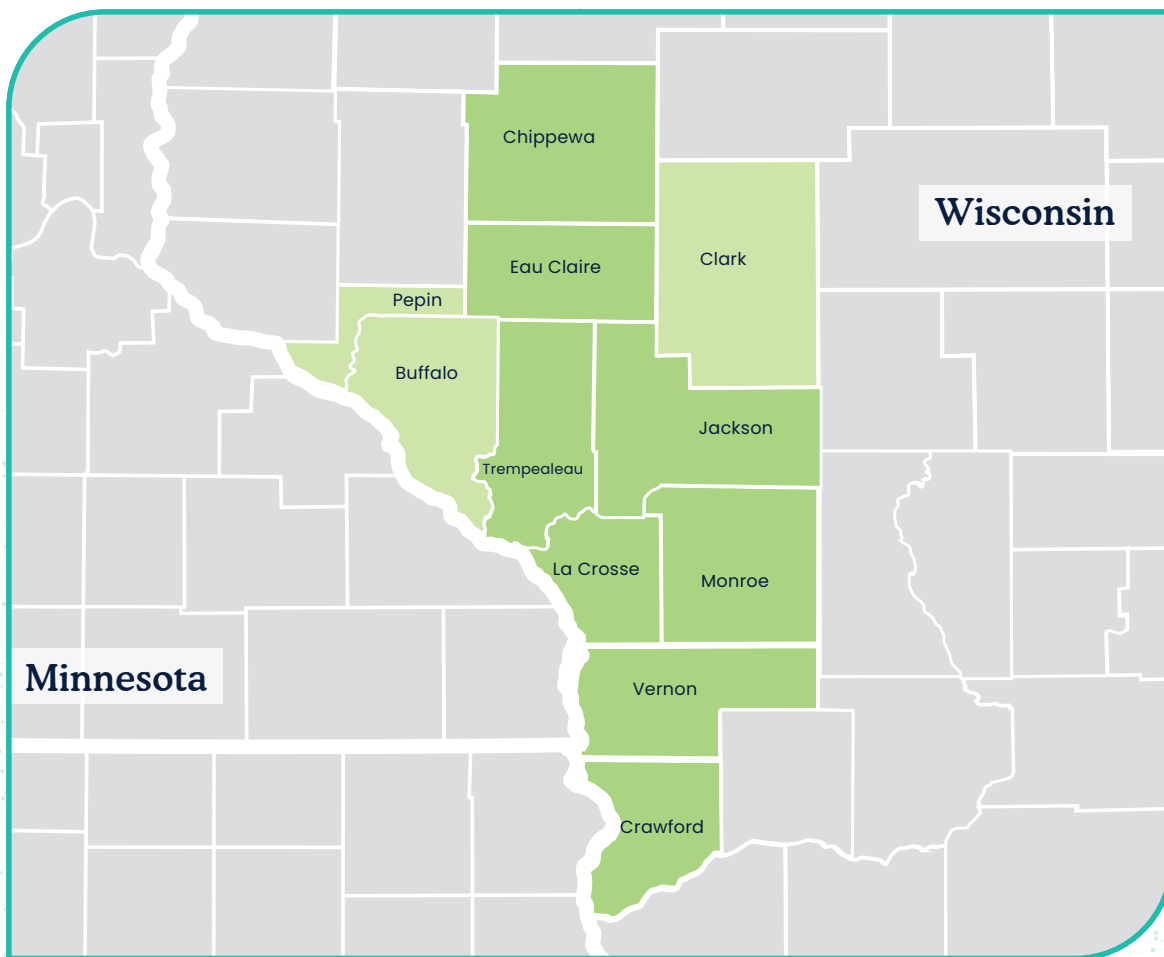 Chippewa
Wisconsin
Clark
Eau Claire
Pepin
Buffalo
Jackson
Trempealeau
La Crosse
Monroe
Minnesota
Vernon
Crawford